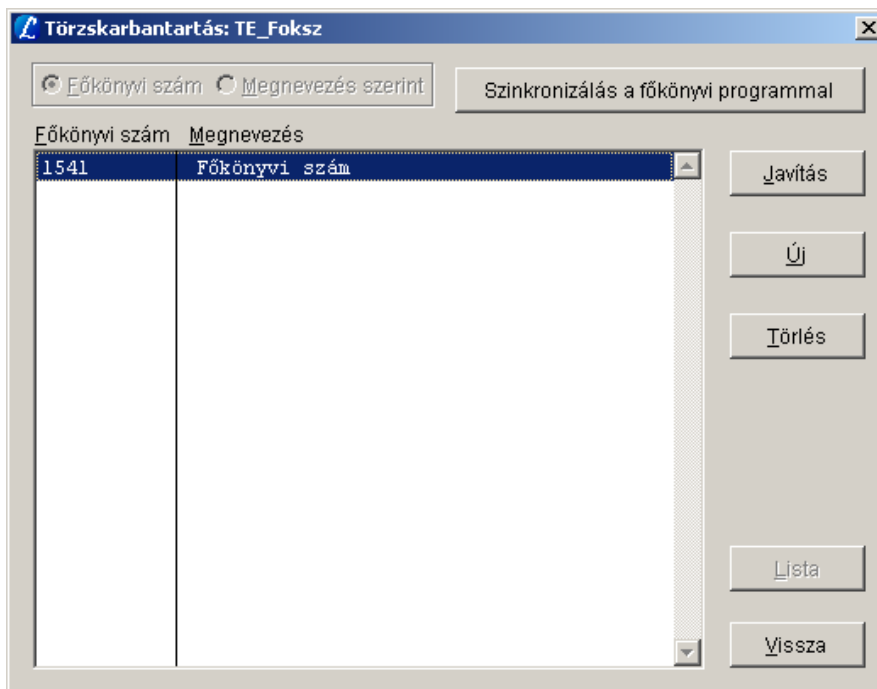 Törzskarbantartás: TE_Foksz
Főkönyvi szám Megnevezés szerint
Szinkronizálás a főkönyvi programmal
Főkönyvi szám Megnevezés
1541 Főkönyvi szám
Javítás
Új
Törlés
Lista
Vissza